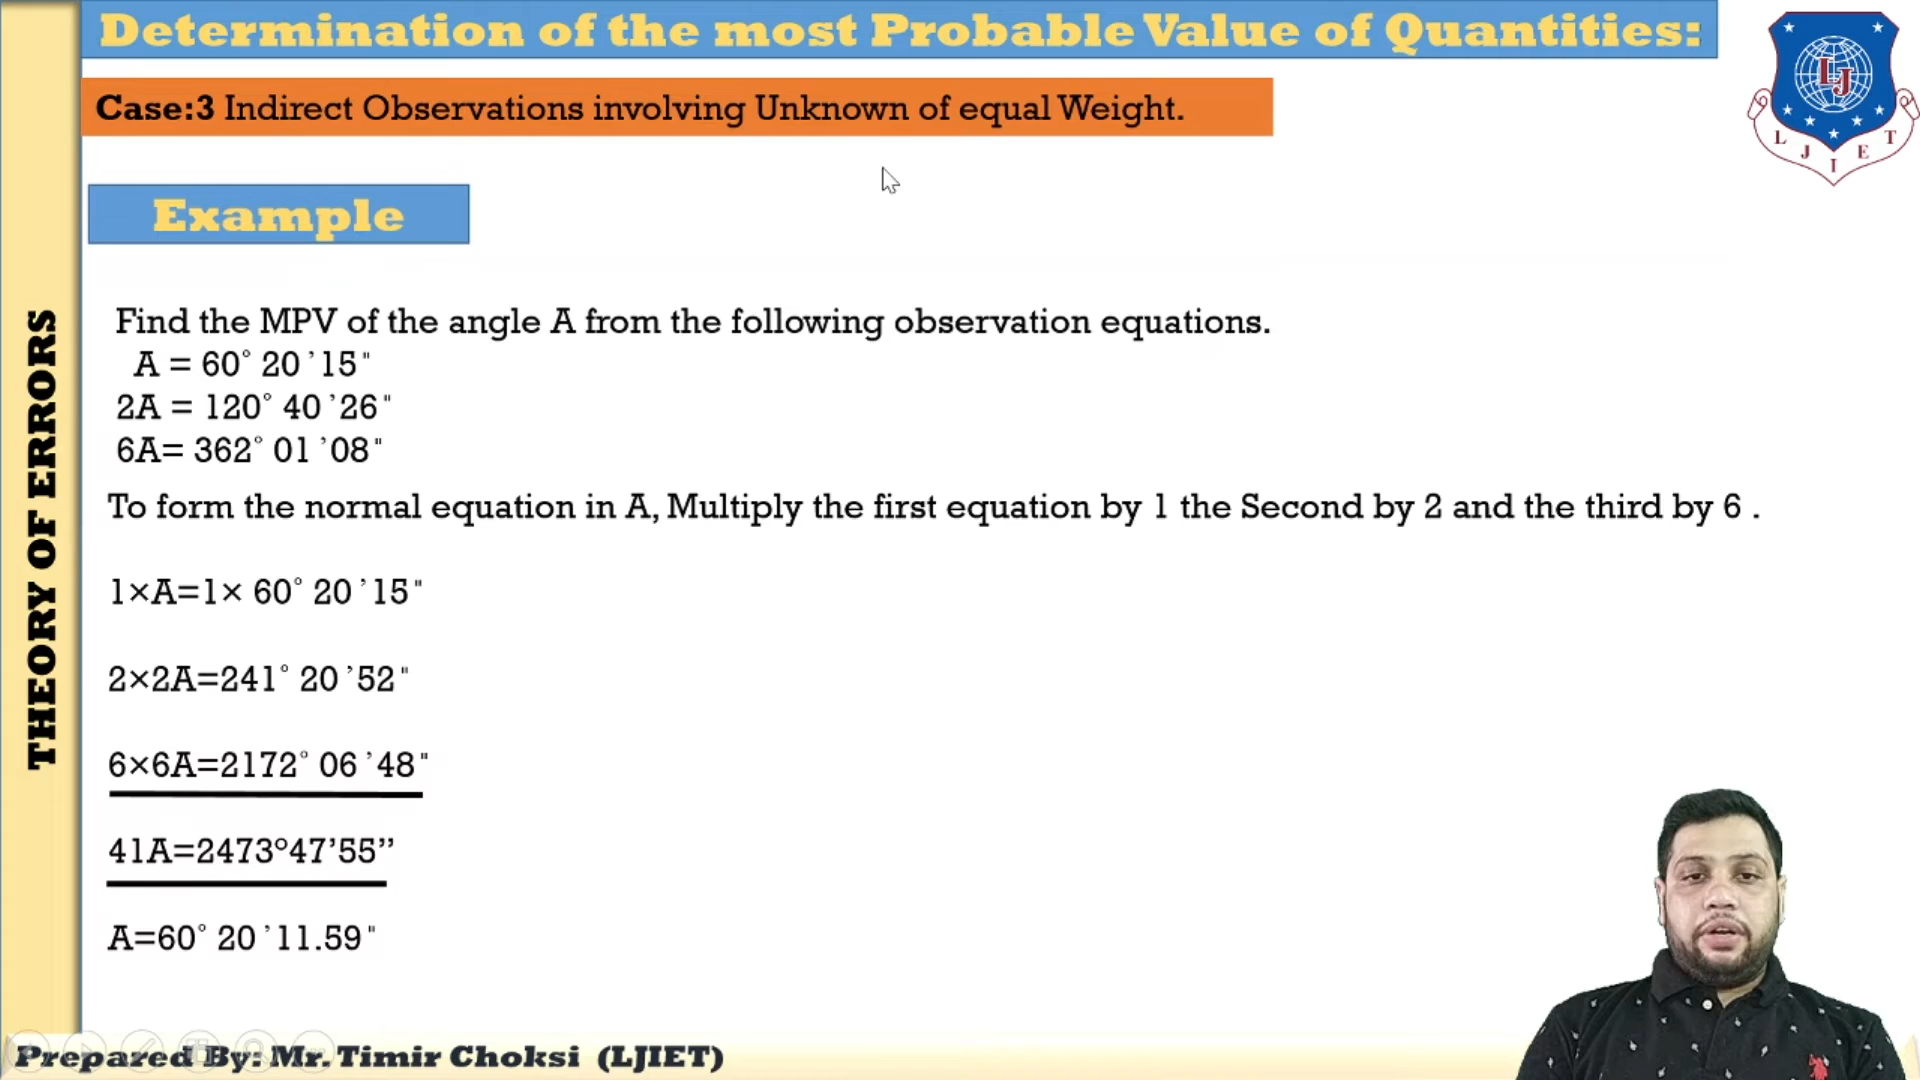 Determination of the most Probable Value of Quantities:
Case:3 Indirect Observations involving Unknown of equal Weight.
LJ
L J I E T
Example
THEORY OF ERRORS
Find the MPV of the angle A from the following observation equations.
A = 60° 20 ’15"
2A = 120° 40 ’26"
6A= 362° 01 ’08"
To form the normal equation in A, Multiply the first equation by 1 the Second by 2 and the third by 6 .
1×A=1× 60° 20 ’15"
2×2A=241° 20 ’52"
6×6A=2172° 06 ’48"
41A=2473°47’55’’
A=60° 20 ’11.59"
Prepared By: Mr. Timir Choksi (LJIET)